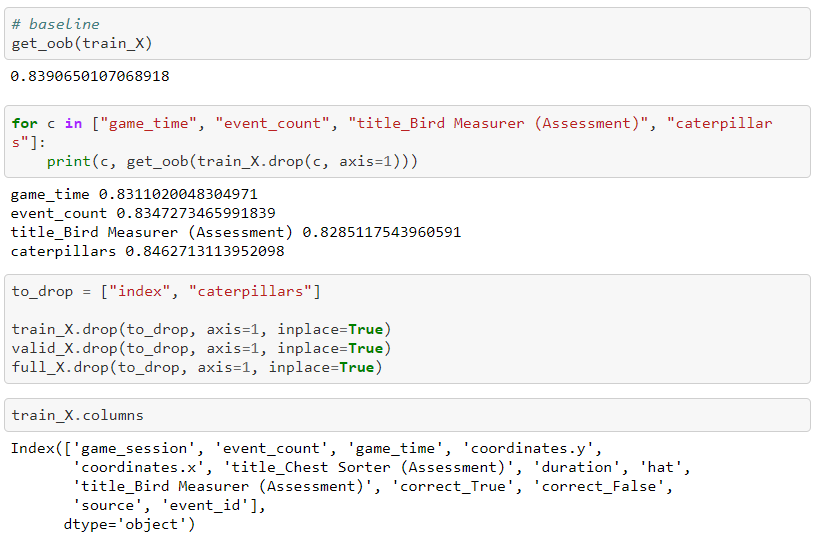 # baseline
get_oob(train_X)
0.8390650107068918
for c in ["game_time", "event_count", "title_Bird Measurer (Assessment)", "caterpillar
s"]:
    print(c, get_oob(train_X.drop(c, axis=1)))
game_time 0.8311020048304971
event_count 0.8347273465991839
title_Bird Measurer (Assessment) 0.8285117543960591
caterpillars 0.8462713113952098
to_drop = ["index", "caterpillars"]
train_X.drop(to_drop, axis=1, inplace=True)
valid_X.drop(to_drop, axis=1, inplace=True)
full_X.drop(to_drop, axis=1, inplace=True)
train_X.columns
Index(['game_session', 'event_count', 'game_time', 'coordinates.y',
       'coordinates.x', 'title_Chest Sorter (Assessment)', 'duration', 'hat',
       'title_Bird Measurer (Assessment)', 'correct_True', 'correct_False',
       'source', 'event_id'],
      dtype='object')